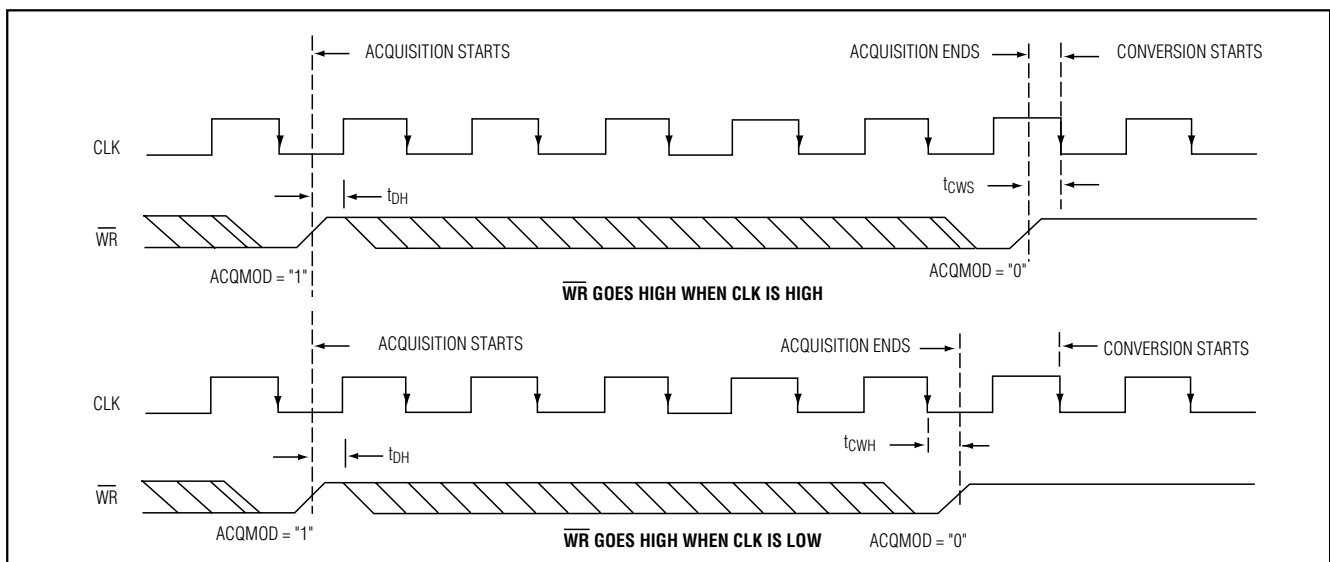 ACQUISITION STARTS
ACQUISITION ENDS
CONVERSION STARTS
CLK
tCWS
tDH
WR
ACQMOD = "1"
ACQMOD = "0"
WR GOES HIGH WHEN CLK IS HIGH
ACQUISITION STARTS
ACQUISITION ENDS
CONVERSION STARTS
CLK
tCWH
tDH
WR
ACQMOD = "1"
WR GOES HIGH WHEN CLK IS LOW
ACQMOD = "0"